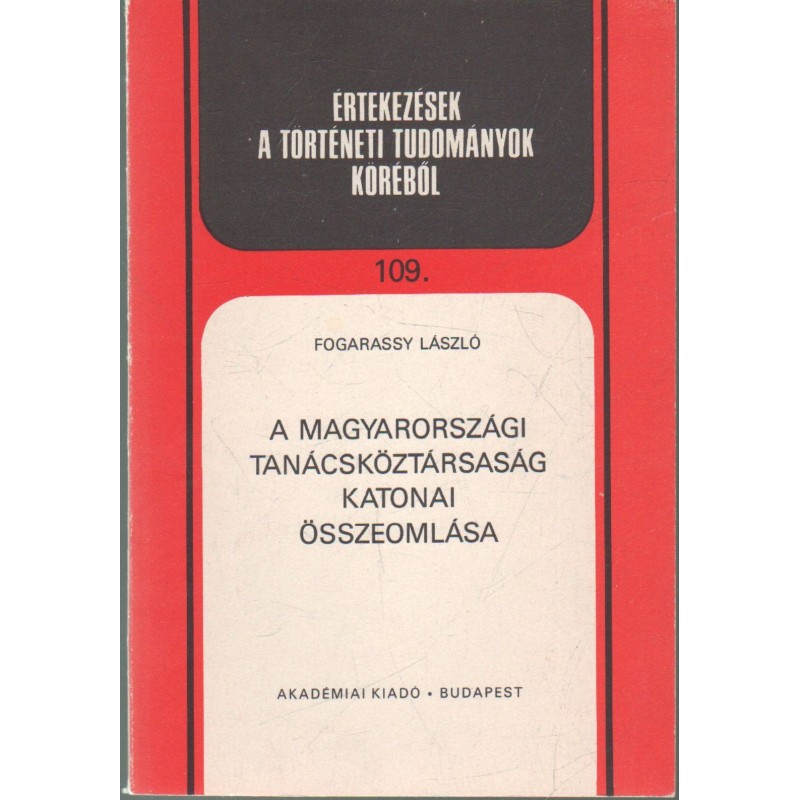 ÉRTEKEZÉSEK
A TÖRTÉNETI TUDOMÁNYOK
KÖRÉBŐL
109.
FOGARASSY LÁSZLÓ
A MAGYARORSZÁGI
TANÁCSKÖZTÁRSASÁG
KATONAI
ÖSSZEOMLÁSA
AKADÉMIAI KIADÓ • BUDAPEST